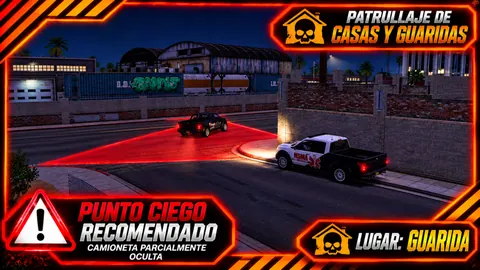 PATRULLAJE DE
CASAS Y GUARIDAS
PUNTO CIEGO
RECOMENDADO
CAMIONETA PARCIALMENTE
OCULTA
LUGAR: GUARIDA